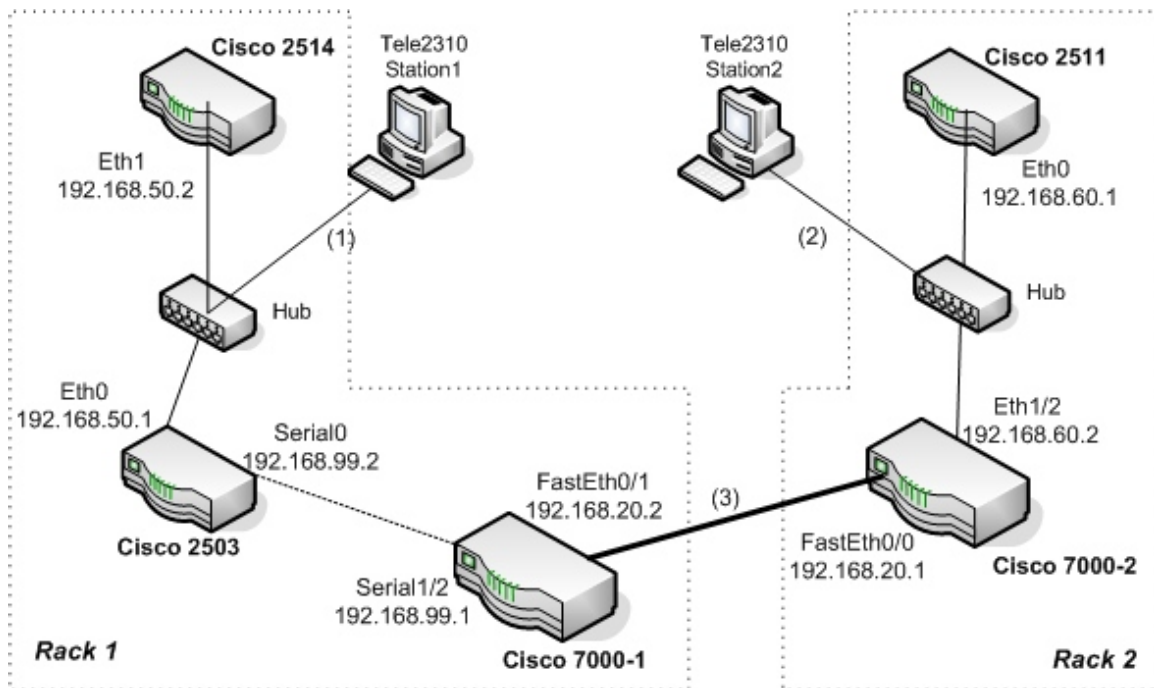 Cisco 2514
Tele2310
Station1
Tele2310
Station2
Cisco 2511
Eth1
192.168.50.2
Eth0
192.168.60.1
(1)
(2)
Hub
Hub
Eth0
192.168.50.1
Serial0
192.168.99.2
Eth1/2
192.168.60.2
FastEth0/1
192.168.20.2
(3)
Cisco 2503
FastEth0/0
192.168.20.1
Cisco 7000-2
Serial1/2
192.168.99.1
Rack 1
Cisco 7000-1
Rack 2